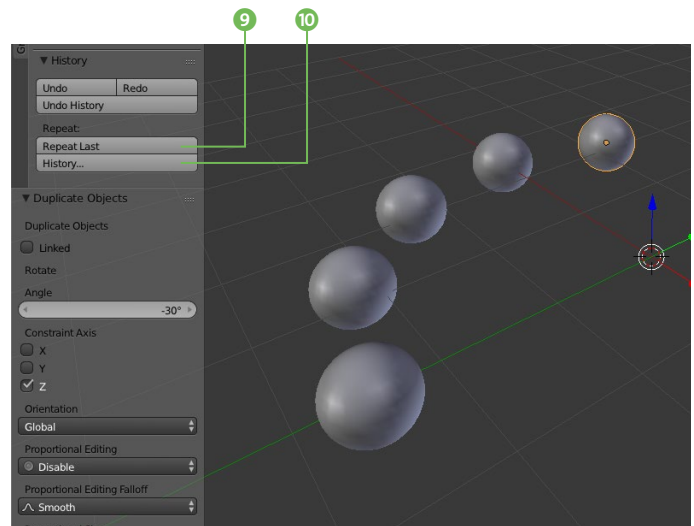 9 10
History
Undo Redo
Undo History
Repeat:
Repeat Last
History...
Duplicate Objects
Duplicate Objects
Linked
Rotate
Angle
-30°
Constraint Axis
X
Y
Z
Orientation
Global
Proportional Editing
Disable
Proportional Editing Falloff
Smooth